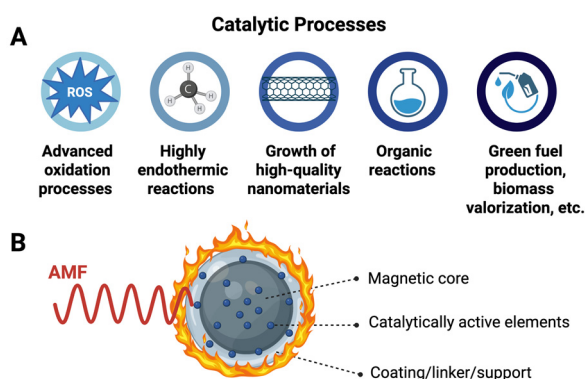 Catalytic Processes
A
ROS
H
C
H
H
H
Advanced
oxidation
processes
Highly
endothermic
reactions
Growth of
high-quality
nanomaterials
Organic
reactions
Green fuel
production,
biomass
valorization, etc.
B
AMF
Magnetic core
Catalytically active elements
Coating/linker/support